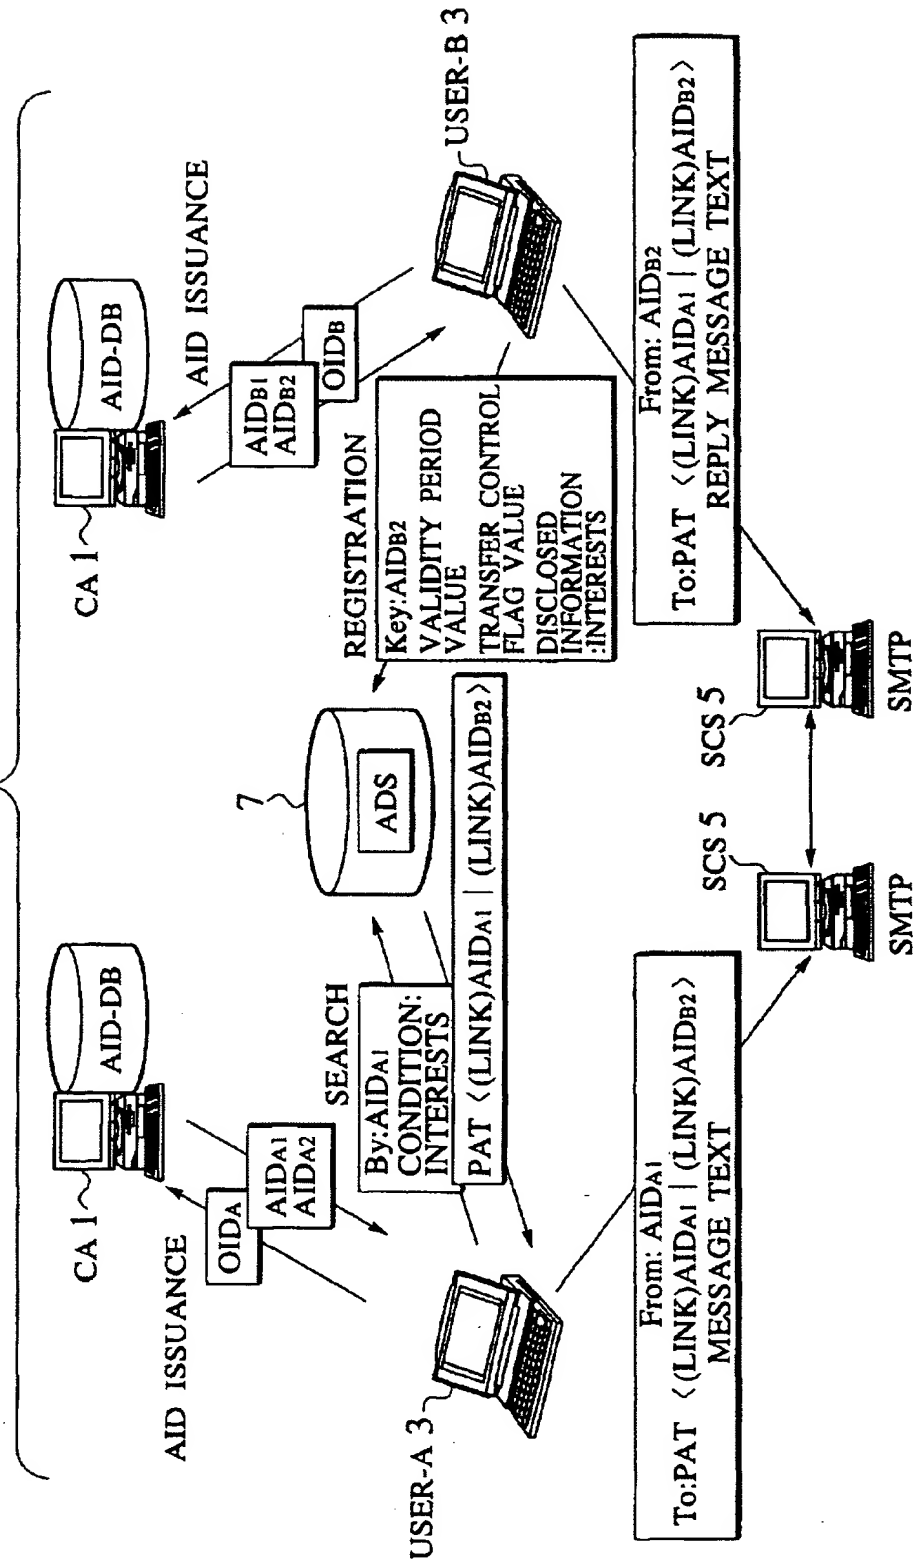 CA 1
AID-DB
AID ISSUANCE
OIDA
AIDA1
AIDA2
CA 1
AID-DB
AID ISSUANCE
AIDB1
AIDB2
OIDB
7
ADS
SEARCH
By:AIDA1
CONDITION:
INTERESTS
PAT <(LINK)AIDA1 | (LINK)AIDB2>
REGISTRATION
Key:AIDB2
VALIDITY PERIOD
VALUE
TRANSFER CONTROL
FLAG VALUE
DISCLOSED
INFORMATION
:INTERESTS
USER-A 3
USER-B 3
From: AIDA1
To:PAT <(LINK)AIDA1 | (LINK)AIDB2>
MESSAGE TEXT
SCS 5
SMTP
SCS 5
SMTP
From: AIDB2
To:PAT <(LINK)AIDA1 | (LINK)AIDB2>
REPLY MESSAGE TEXT